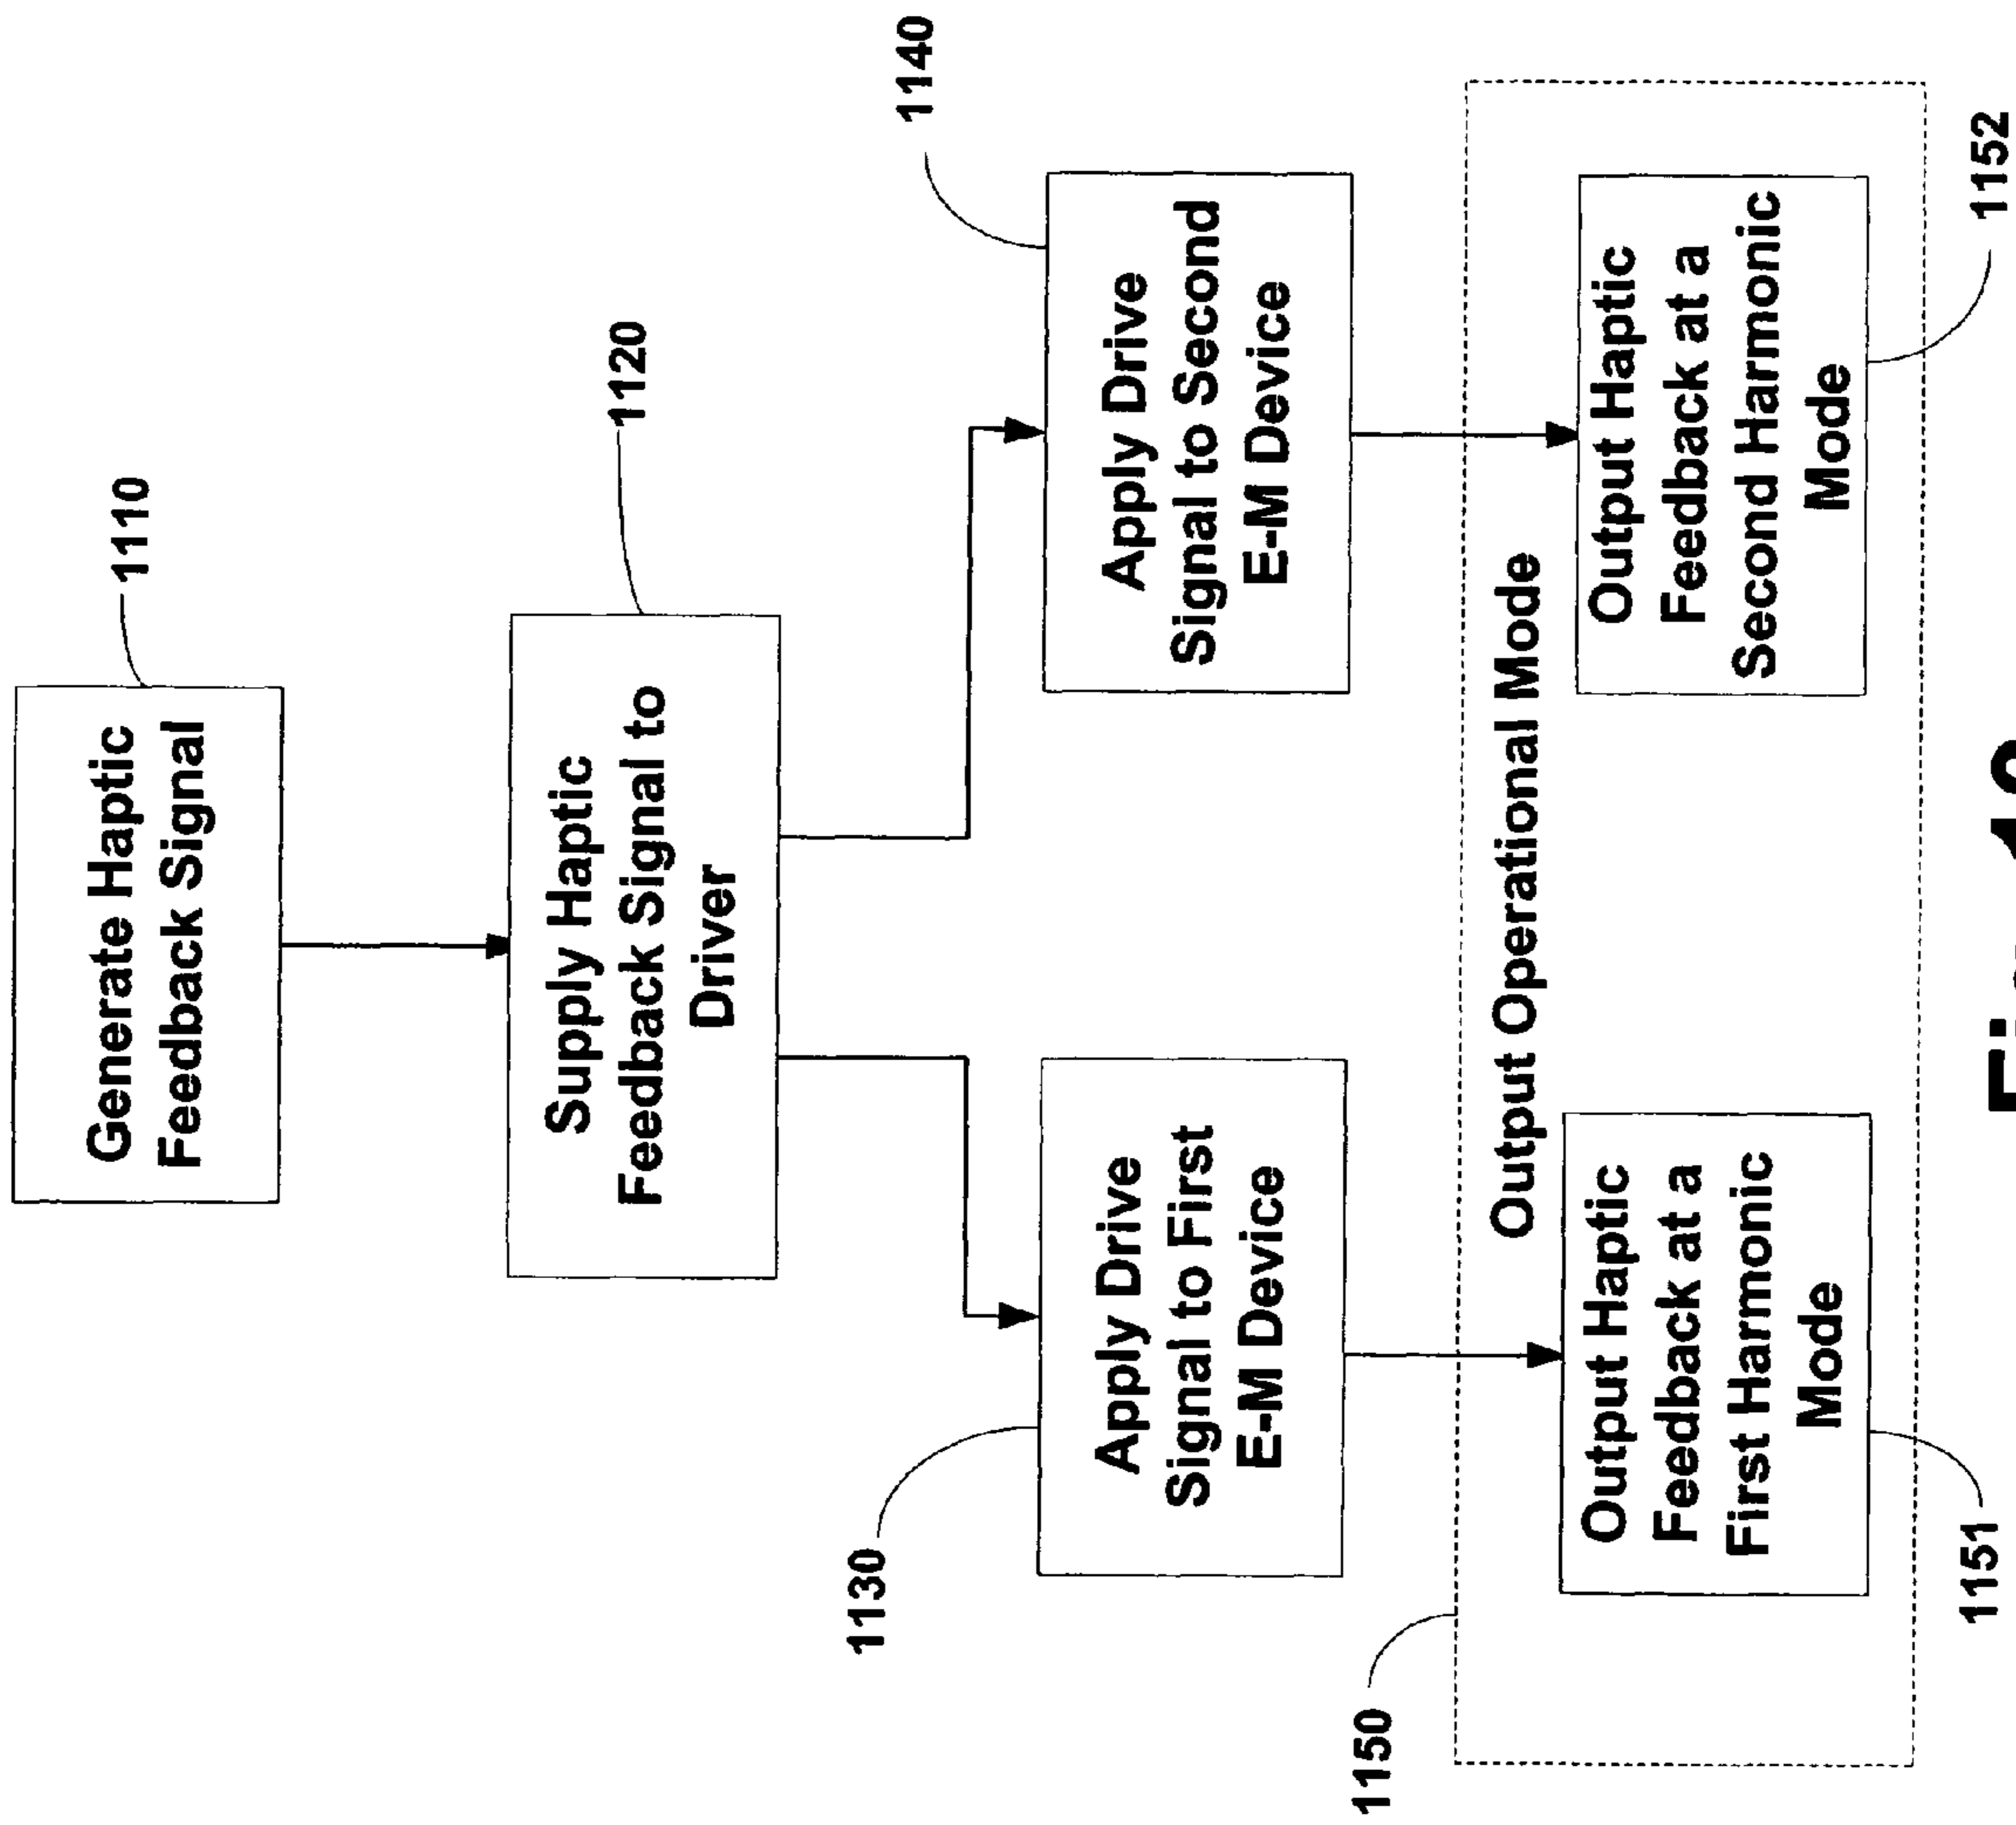 Generate Haptic
Feedback Signal
1110
Supply Haptic
Feedback Signal to
Driver
1120
1130
Apply Drive
Signal to First
E-M Device
Apply Drive
Signal to Second
E-M Device
1140
1150
Output Operational Mode
Output Haptic
Feedback at a
First Harmonic
Mode
1151
Output Haptic
Feedback at a
Second Harmonic
Mode
1152